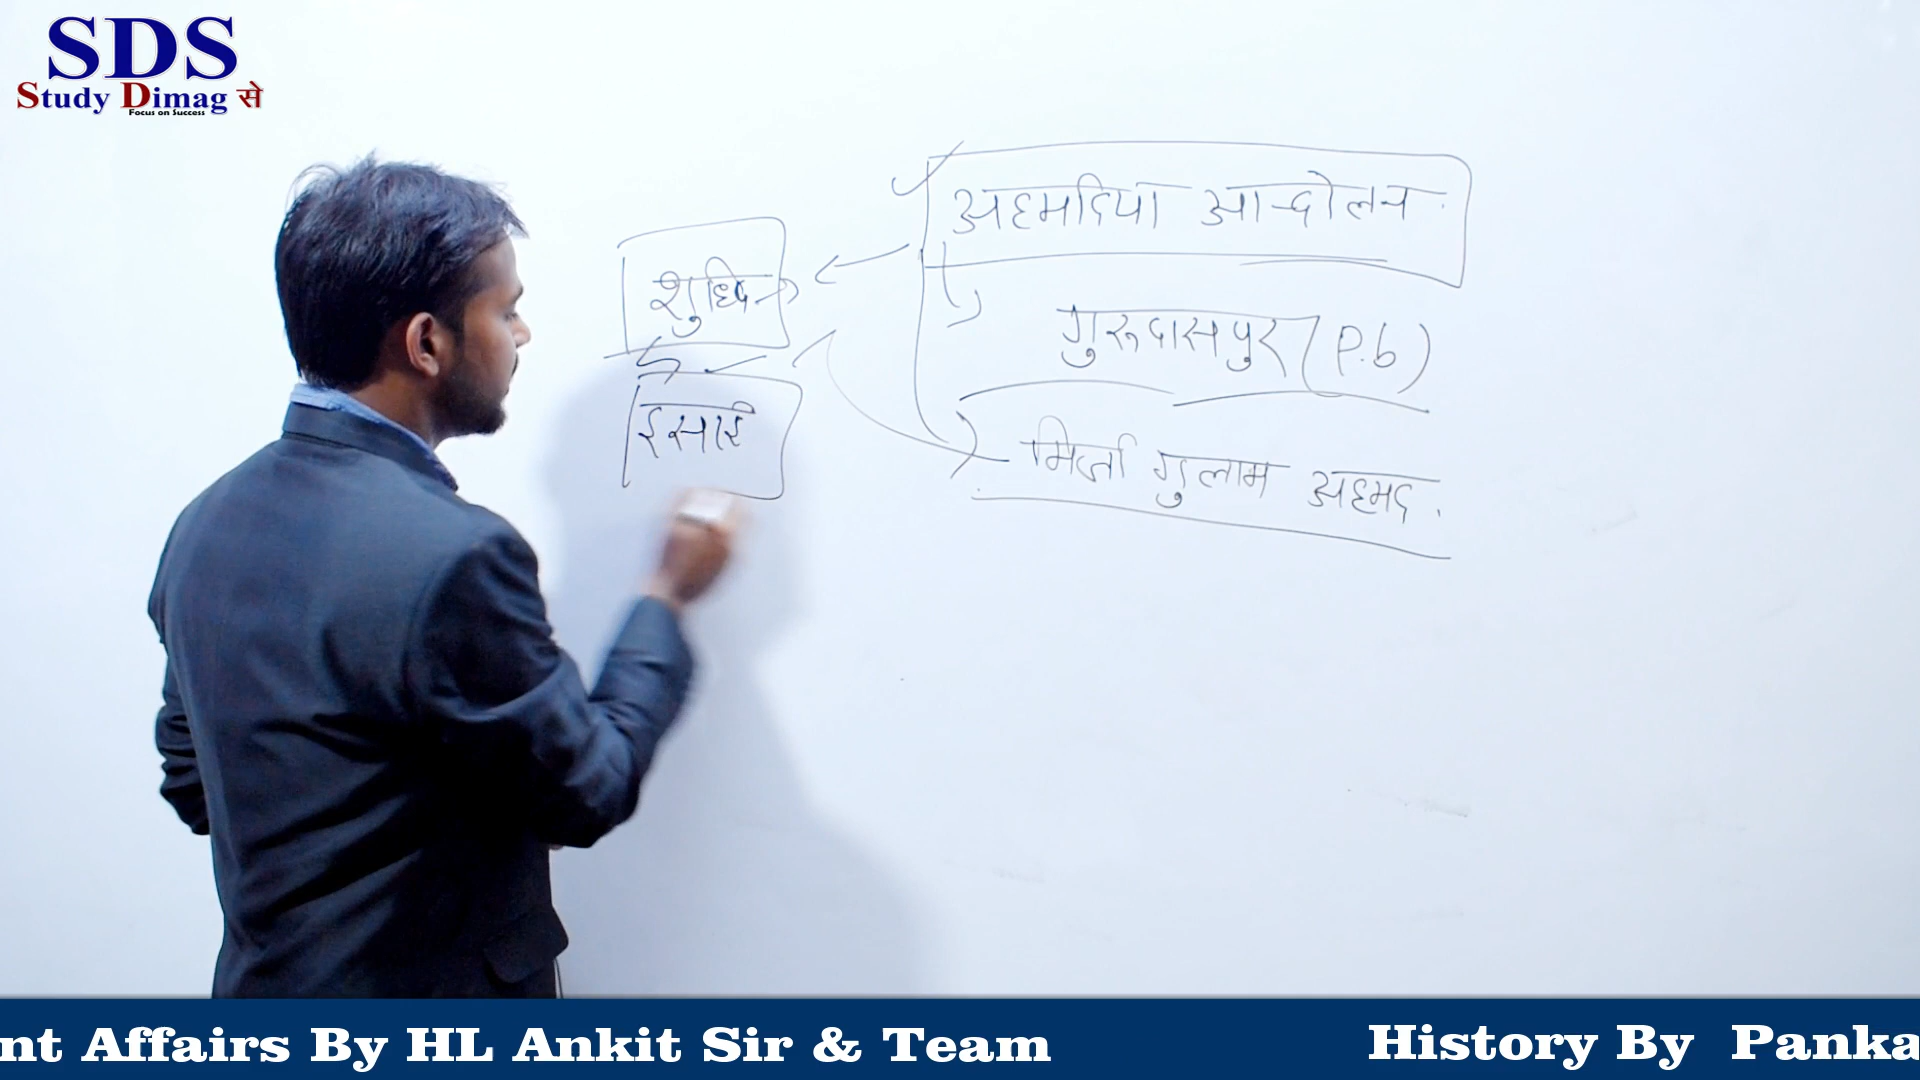 SDS
Study Dimag से
Focus on Success
अहमदिया आन्दोलन
शुध्दि
गुरूदासपुर (P.b)
ईसाई
मिर्जा गुलाम अहमद
nt Affairs By HL Ankit Sir & Team
History By Panka